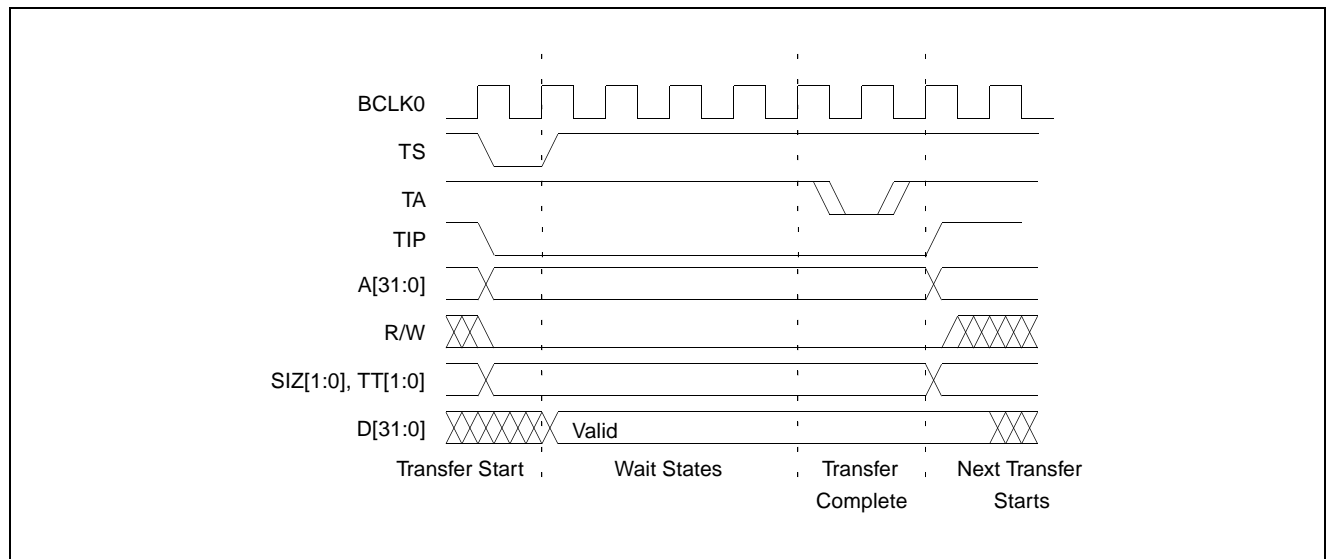 BCLK0
TS
TA
TIP
A[31:0]
R/W
SIZ[1:0], TT[1:0]
D[31:0]
Valid
Transfer Start
Wait States
Transfer
Complete
Next Transfer
Starts